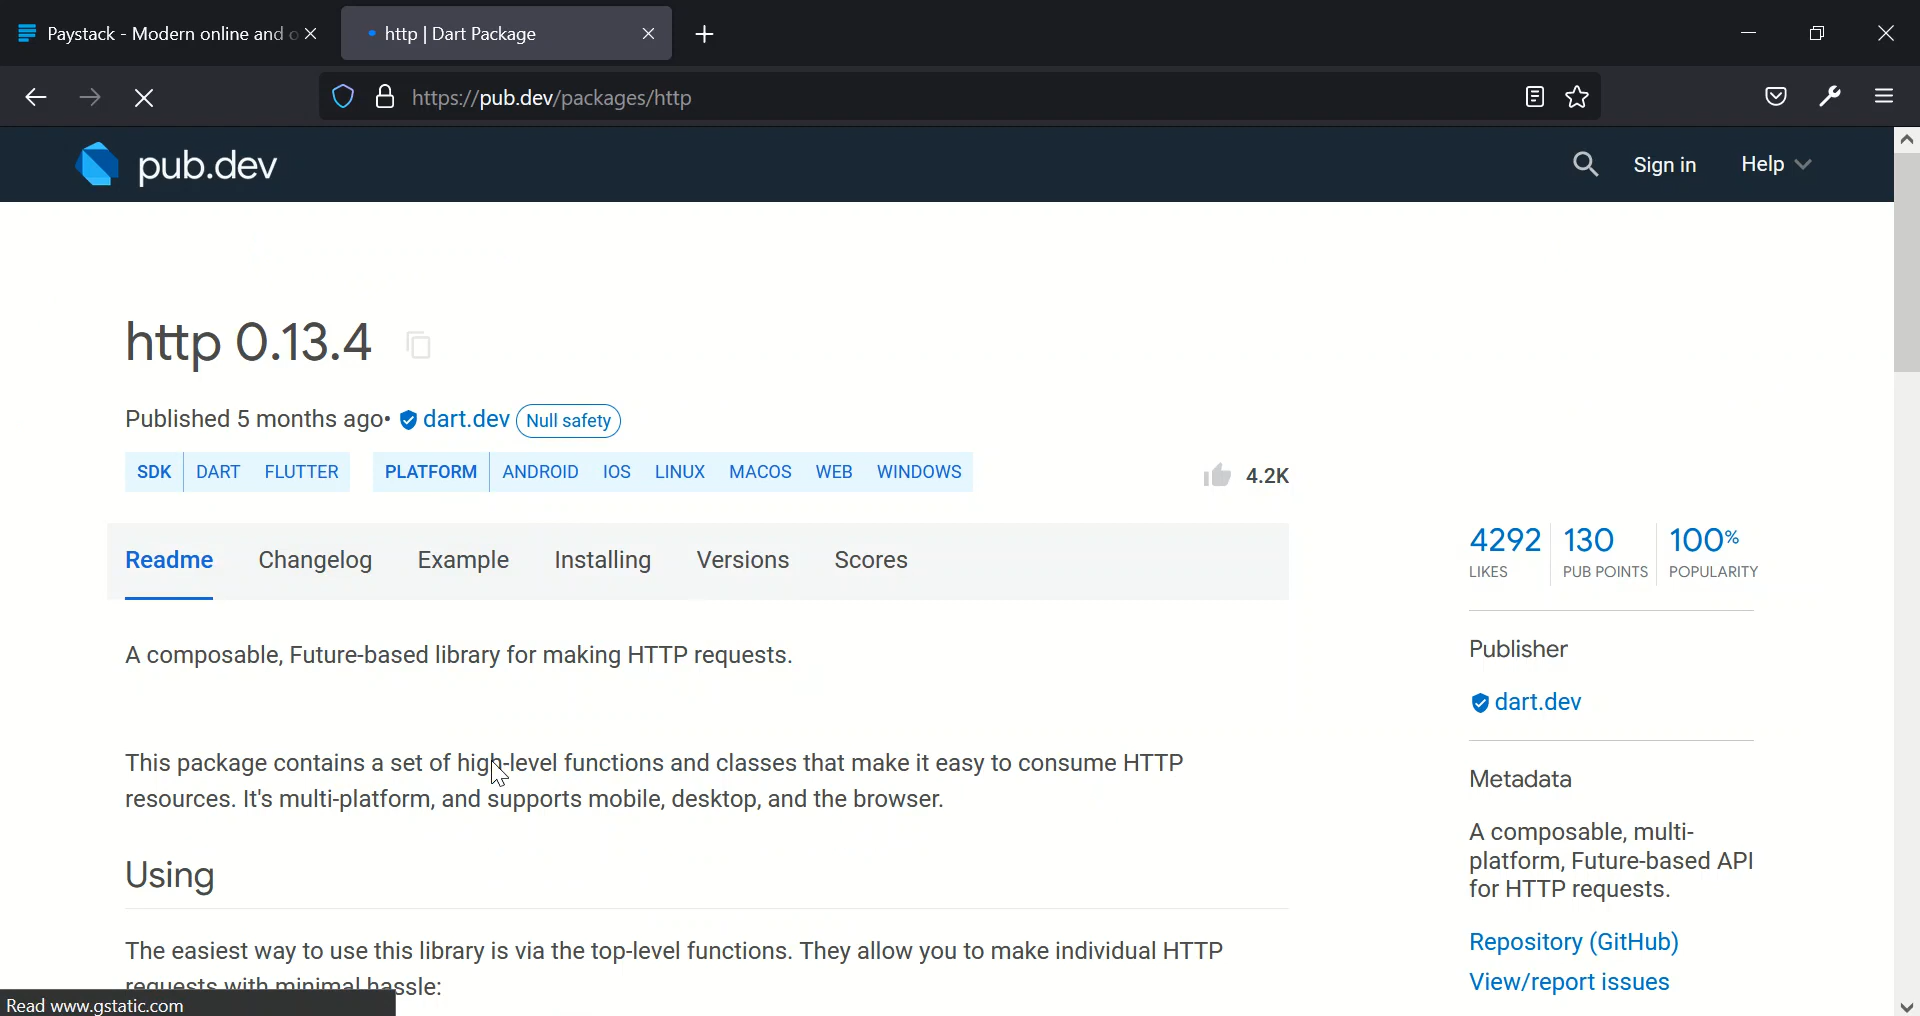 Paystack - Modern online and o
http | Dart Package
https://pub.dev/packages/http
pub.dev
Sign in
Help
http 0.13.4
Published 5 months ago• dart.dev Null safety
SDK DART FLUTTER PLATFORM ANDROID IOS LINUX MACOS WEB WINDOWS
4.2K
Readme Changelog Example Installing Versions Scores
A composable, Future-based library for making HTTP requests.
This package contains a set of high-level functions and classes that make it easy to consume HTTP
resources. It's multi-platform, and supports mobile, desktop, and the browser.
Using
The easiest way to use this library is via the top-level functions. They allow you to make individual HTTP
requests with minimal hassle:
4292 130 100%
LIKES PUB POINTS POPULARITY
Publisher
dart.dev
Metadata
A composable, multi-
platform, Future-based API
for HTTP requests.
Repository (GitHub)
View/report issues
Read www.gstatic.com